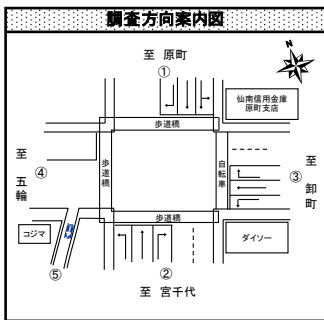 調査方向案内図
至 原町
①
N
仙南信用金庫
原町支店
歩道橋
至 五輪
④
歩道橋
自転車
③
至 卸町
歩道橋
コジマ
ダイソー
⑤
②
至 宮千代